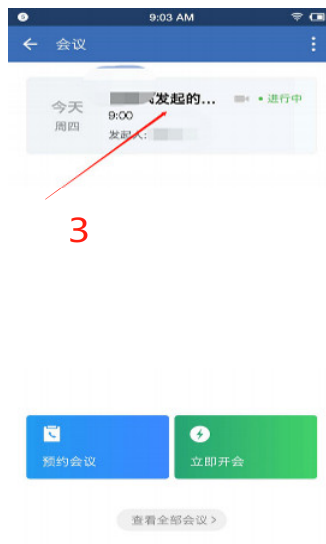 9:03 AM
会议
今天
周四
发起的...
进行中
9:00
发起人:
3
预约会议
立即开会
查看全部会议 >